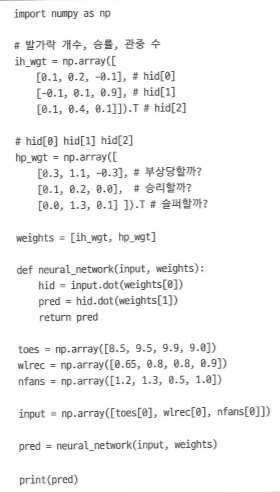 import numpy as np

# 발가락 개수, 승률, 관중 수
ih_wgt = np.array([
    [0.1, 0.2, -0.1], # hid[0]
    [-0.1, 0.1, 0.9], # hid[1]
    [0.1, 0.4, 0.1]]).T # hid[2]

# hid[0] hid[1] hid[2]
hp_wgt = np.array([
    [0.3, 1.1, -0.3], # 부상당할까?
    [0.1, 0.2, 0.0],  # 승리할까?
    [0.0, 1.3, 0.1] ]).T # 슬퍼할까?

weights = [ih_wgt, hp_wgt]

def neural_network(input, weights):
    hid = input.dot(weights[0])
    pred = hid.dot(weights[1])
    return pred

toes = np.array([8.5, 9.5, 9.9, 9.0])
wlrec = np.array([0.65, 0.8, 0.8, 0.9])
nfans = np.array([1.2, 1.3, 0.5, 1.0])

input = np.array([toes[0], wlrec[0], nfans[0]])

pred = neural_network(input, weights)

print(pred)